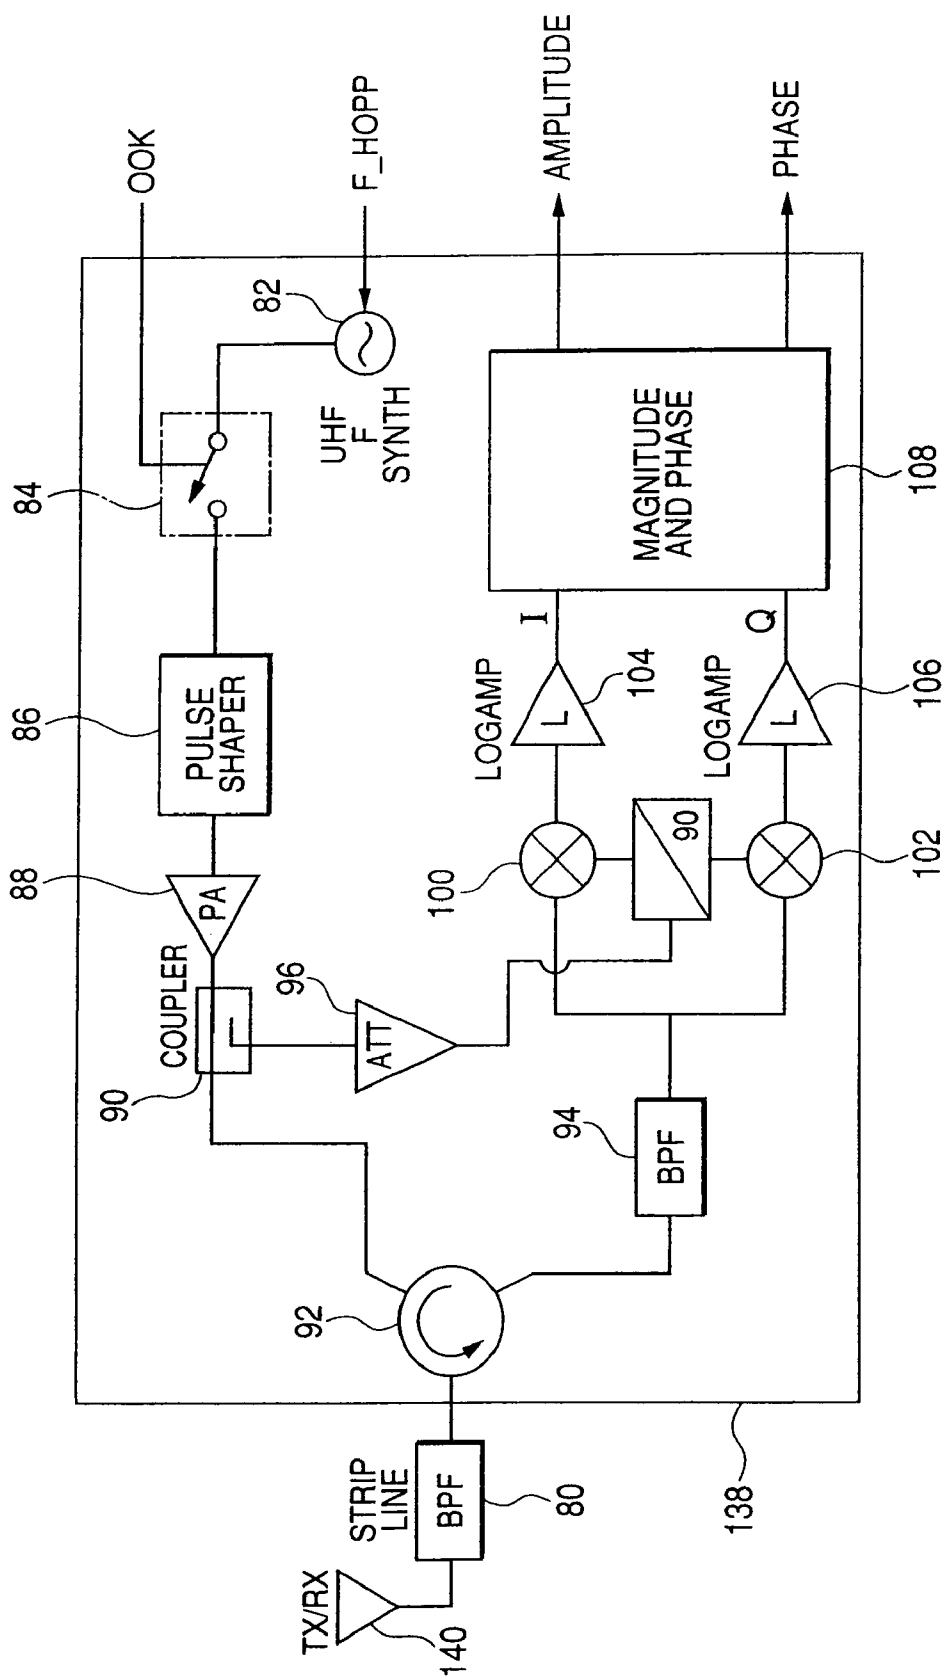 OOK
F_HOPP
AMPLITUDE
PHASE
84
82
UHF
F
SYNTH
86
PULSE
SHAPER
88
PA
COUPLER
90
96
ATT
92
94
BPF
100
102
90
LOGAMP
L
104
I
LOGAMP
L
106
Q
MAGNITUDE
AND PHASE
108
138
STRIP
LINE
BPF
80
TX/RX
140